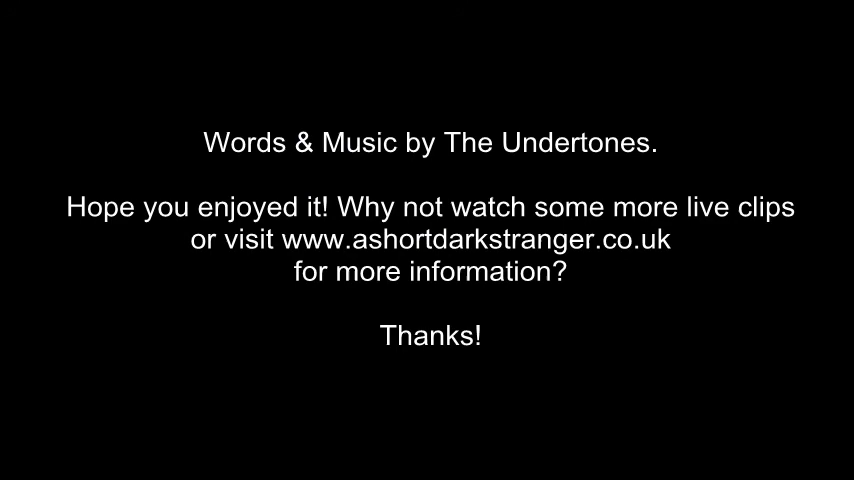 Words & Music by The Undertones.
Hope you enjoyed it! Why not watch some more live clips
or visit www.ashortdarkstranger.co.uk
for more information?
Thanks!